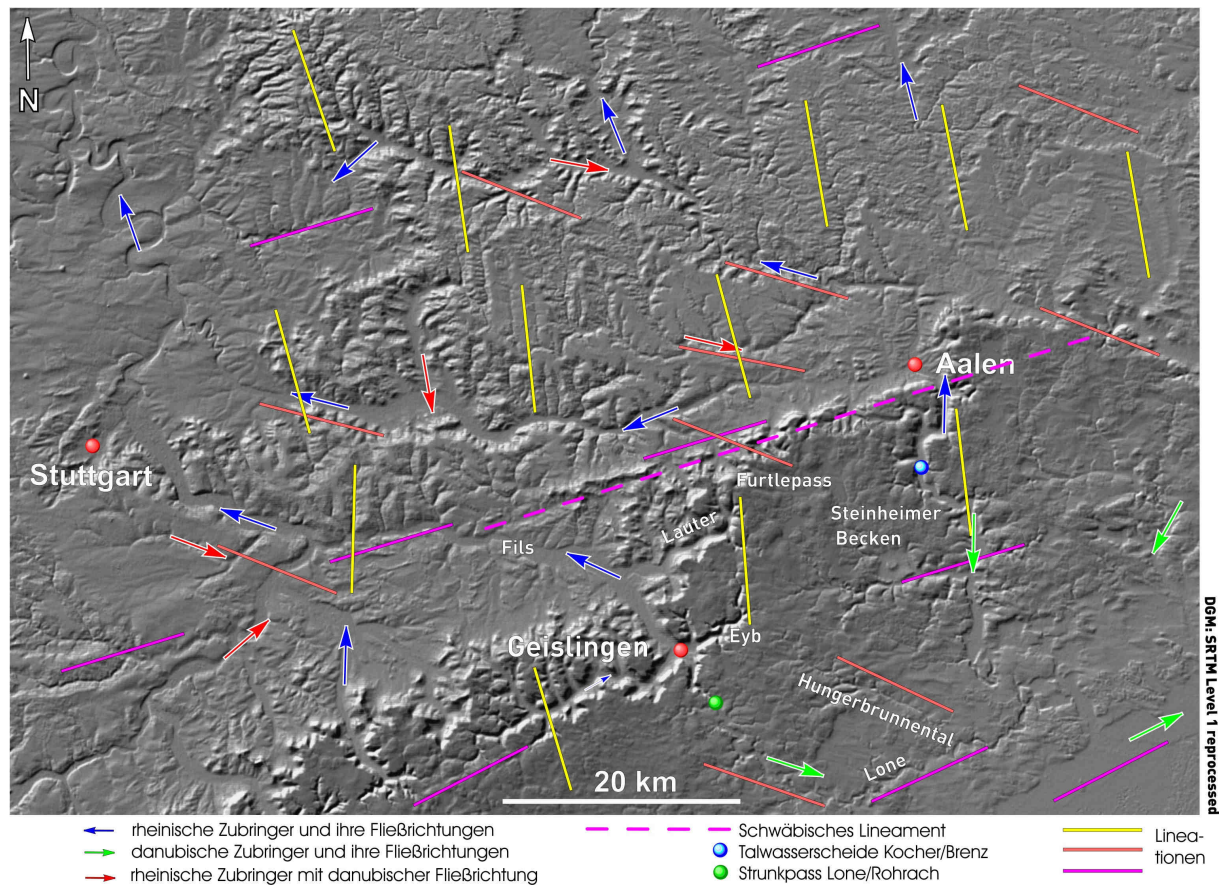 N
Aalen
Stuttgart
Furtlepass
Steinheimer
Becken
Lauter
Fils
Eyb
Geislingen
Hungerbrunnental
Lone
20 km
DGM: SRTM Level 1 reprocessed
rheinische Zubringer und ihre Fließrichtungen
danubische Zubringer und ihre Fließrichtungen
rheinische Zubringer mit danubischer Fließrichtung
Schwäbisches Lineament
Talwasserscheide Kocher/Brenz
Strunkpass Lone/Rohrach
Linea-
tionen